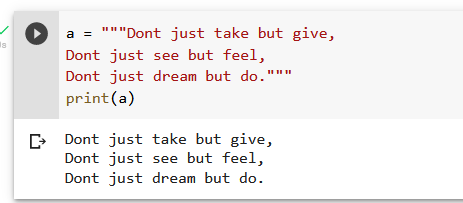 a = """Dont just take but give,
Dont just see but feel,
Dont just dream but do."""
print(a)
Dont just take but give,
Dont just see but feel,
Dont just dream but do.